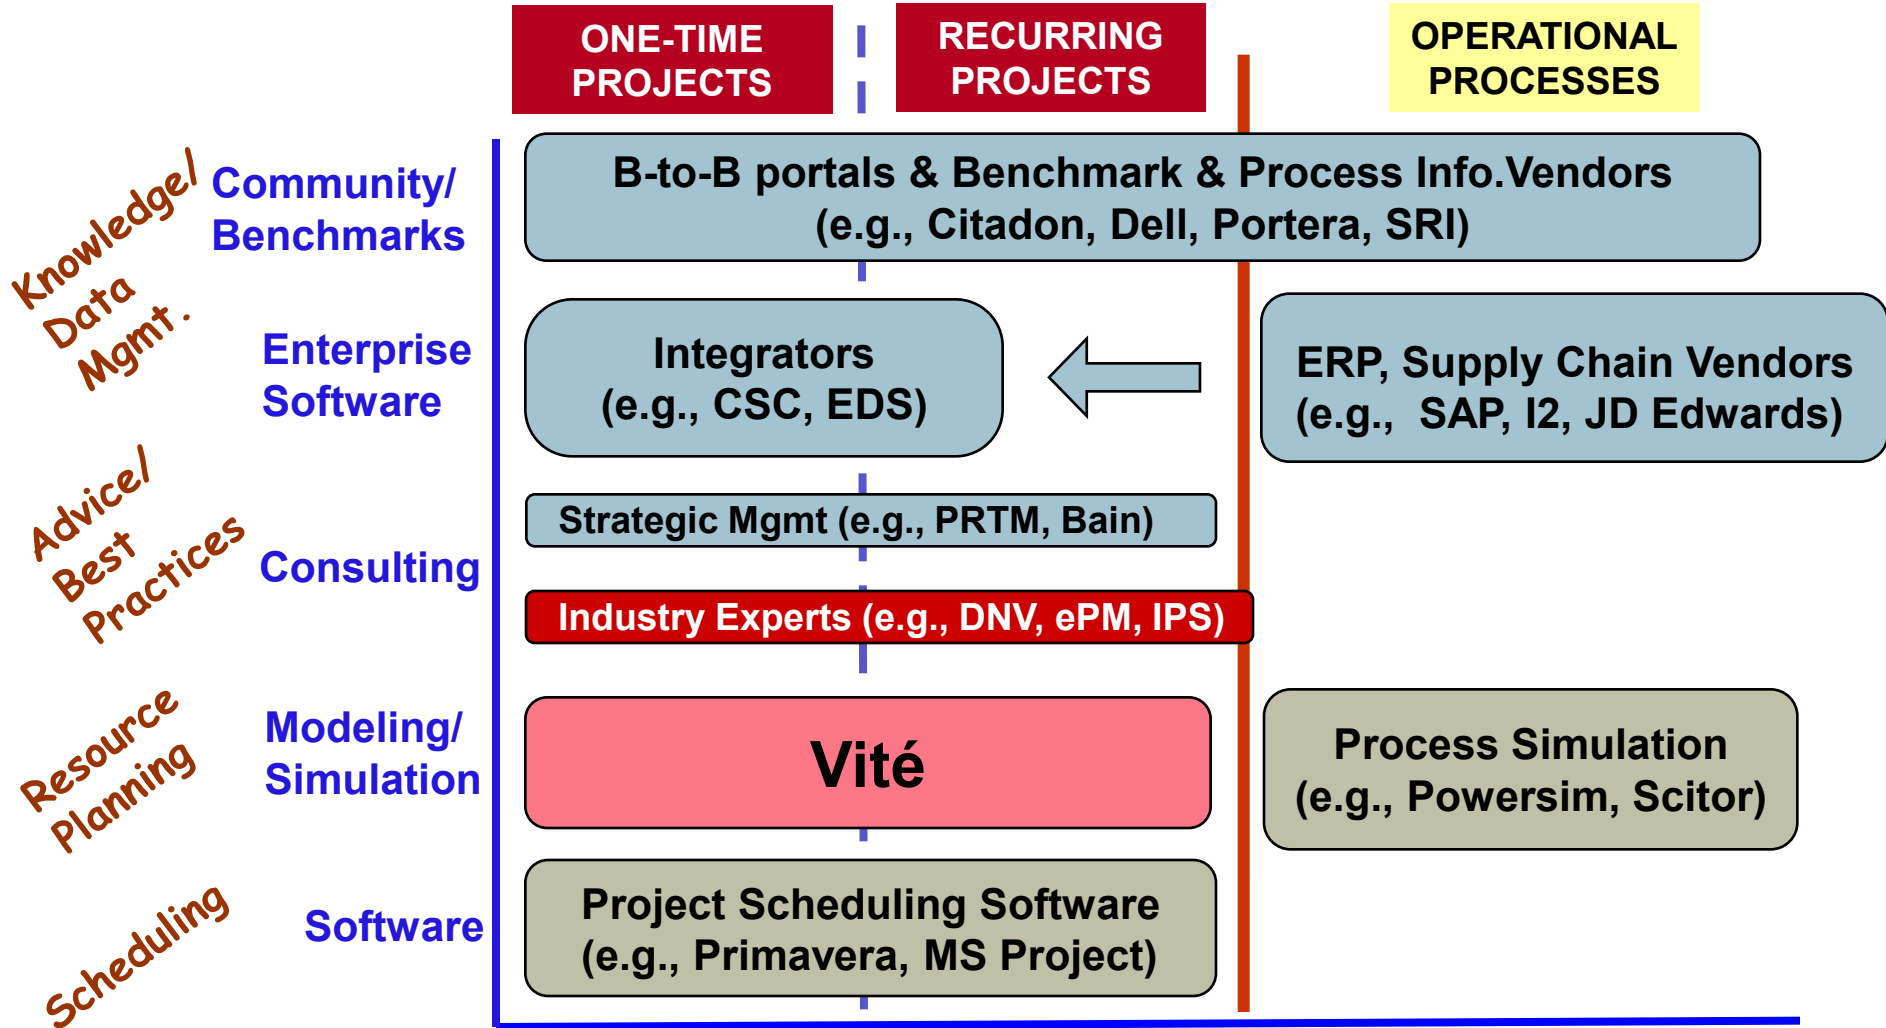 ONE-TIME
PROJECTS
RECURRING
PROJECTS
OPERATIONAL
PROCESSES
Knowledge/
Data
Mgmt.
Community/
Benchmarks
B-to-B portals & Benchmark & Process Info.Vendors
(e.g., Citadon, Dell, Portera, SRI)
Enterprise
Software
Integrators
(e.g., CSC, EDS)
ERP, Supply Chain Vendors
(e.g., SAP, I2, JD Edwards)
Advice/
Best
Practices
Consulting
Strategic Mgmt (e.g., PRTM, Bain)
Industry Experts (e.g., DNV, ePM, IPS)
Resource
Planning
Modeling/
Simulation
Vité
Process Simulation
(e.g., Powersim, Scitor)
Scheduling
Software
Project Scheduling Software
(e.g., Primavera, MS Project)